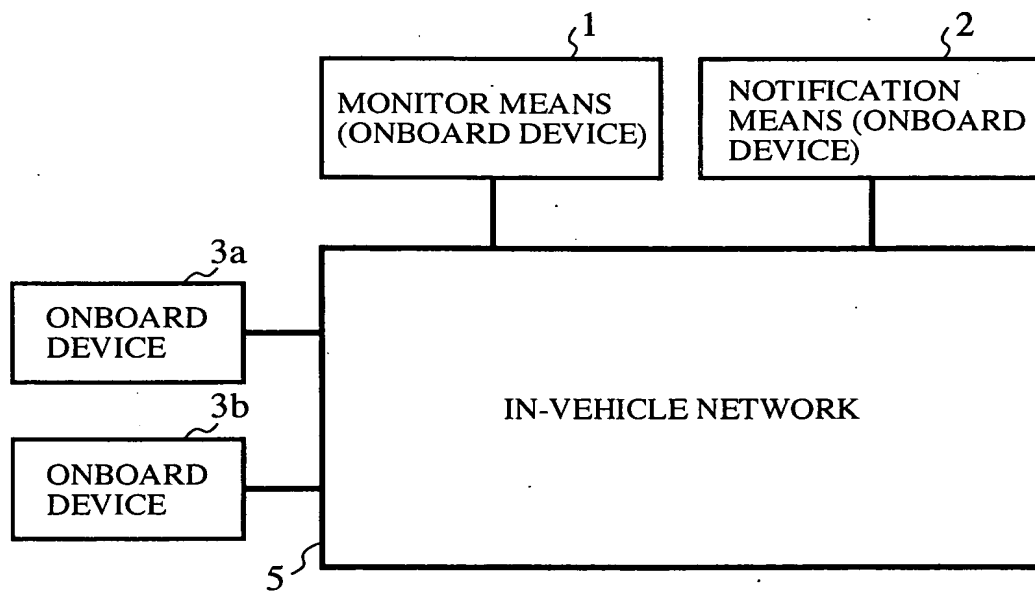 1
MONITOR MEANS
(ONBOARD DEVICE)
2
NOTIFICATION
MEANS (ONBOARD
DEVICE)
3a
ONBOARD
DEVICE
3b
ONBOARD
DEVICE
IN-VEHICLE NETWORK
5